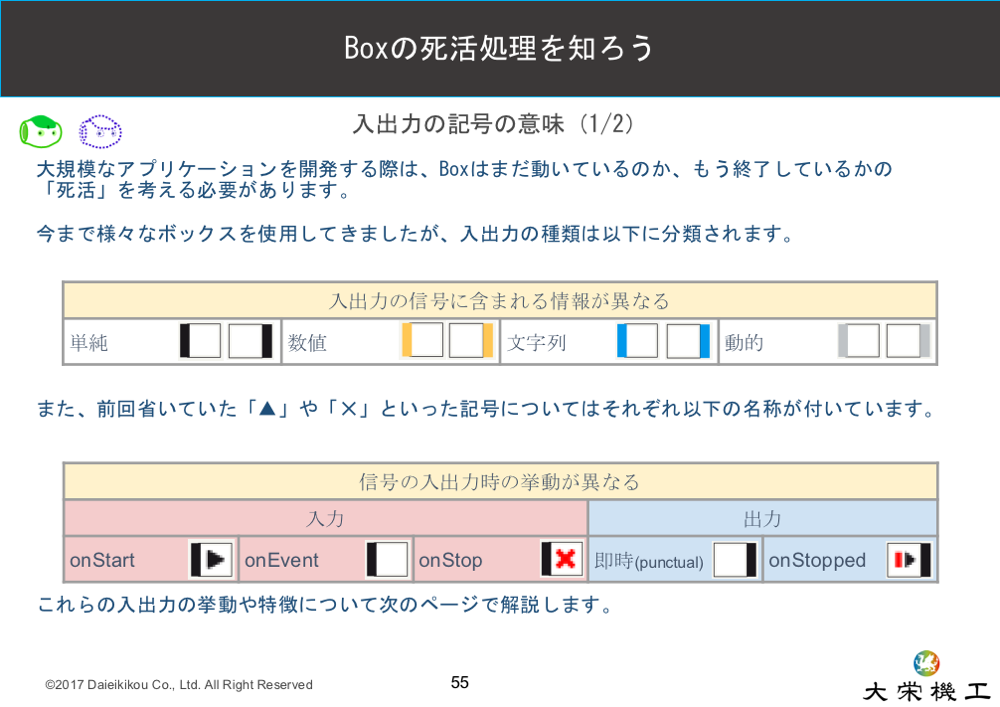 Boxの死活処理を知ろう
入出力の記号の意味 (1/2)
大規模なアプリケーションを開発する際は、Boxはまだ動いているのか、もう終了しているかの
「死活」を考える必要があります。
今まで様々なボックスを使用してきましたが、入出力の種類は以下に分類されます。
入出力の信号に含まれる情報が異なる
単純 数値 文字列 動的
また、前回省いていた「▲」や「×」といった記号についてはそれぞれ以下の名称が付いています。
信号の入出力時の挙動が異なる
入力 出力
onStart onEvent onStop 即時(punctual) onStopped
これらの入出力の挙動や特徴について次のページで解説します。
©2017 Daieikikou Co., Ltd. All Right Reserved
55
大栄機工